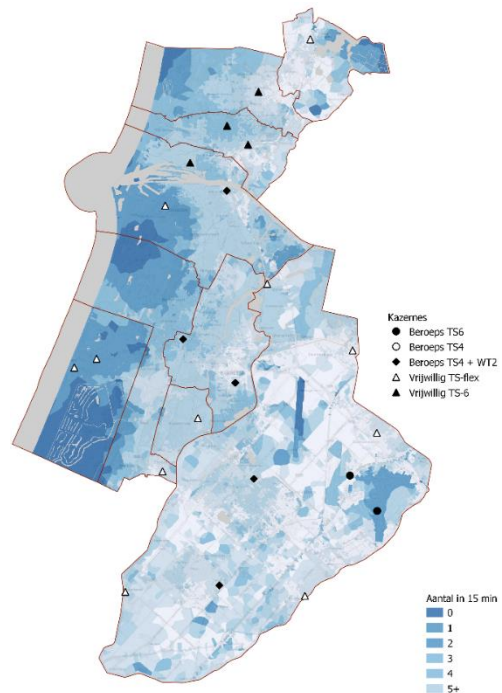 Kazernes
Beroeps TS6
Beroeps TS4
Beroeps TS4 + WT2
Vrijwillig TS-flex
Vrijwillig TS-6
Aantal in 15 min
0
1
2
3
4
5+